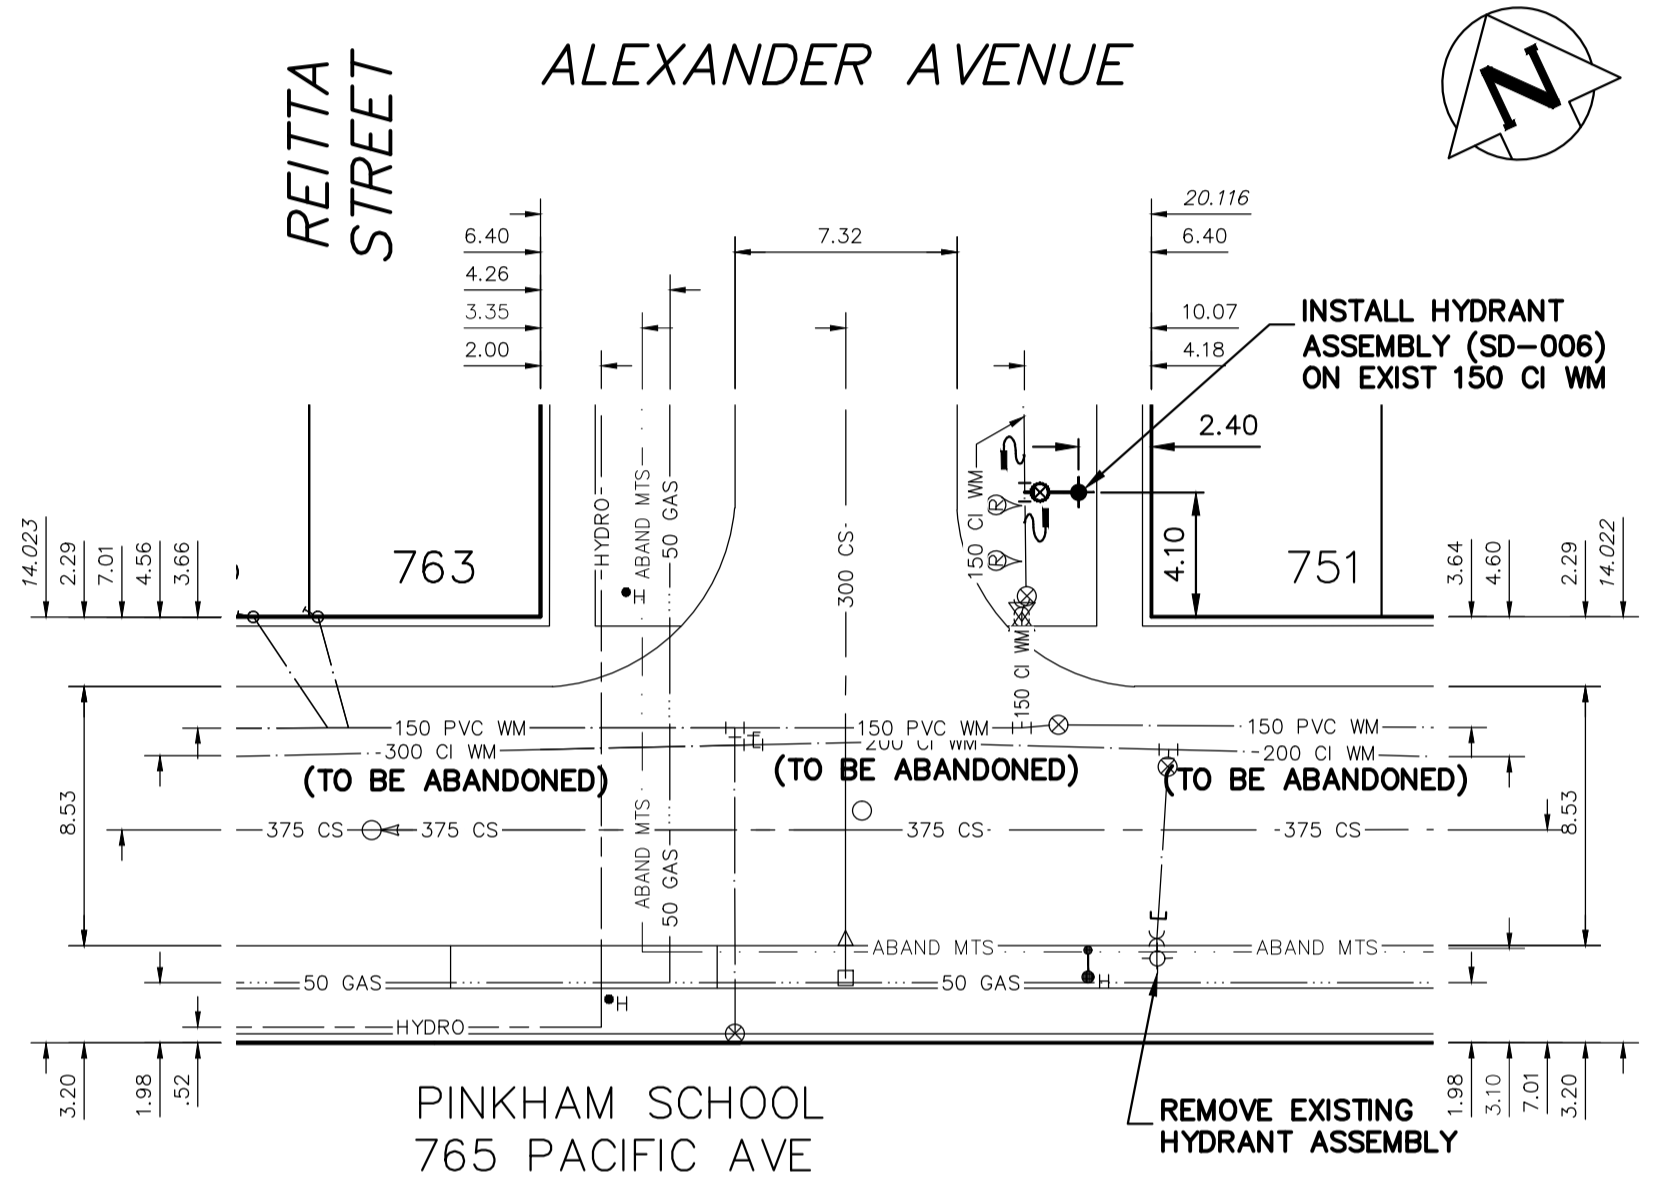 ALEXANDER AVENUE
REITTA
STREET
N
20.116
6.40
7.32
6.40
4.26
3.35
10.07
2.00
4.18
INSTALL HYDRANT
ASSEMBLY (SD-006)
ON EXIST 150 CI WM
2.40
4.10
763
751
HYDRO
ABAND MTS
50 GAS
300 CS
150 CI WM
R
R
150 CI WM
14.023
2.29
7.01
4.56
3.66
3.64
4.60
2.29
14.022
150 PVC WM
150 PVC WM
150 PVC WM
300 CI WM
200 CI WM
200 CI WM
(TO BE ABANDONED)
(TO BE ABANDONED)
(TO BE ABANDONED)
8.53
8.53
375 CS
375 CS
375 CS
375 CS
ABAND MTS
50 GAS
ABAND MTS
ABAND MTS
50 GAS
50 GAS
H
H
HYDRO
3.20
1.98
.52
1.98
3.10
7.01
3.20
PINKHAM SCHOOL
765 PACIFIC AVE
REMOVE EXISTING
HYDRANT ASSEMBLY